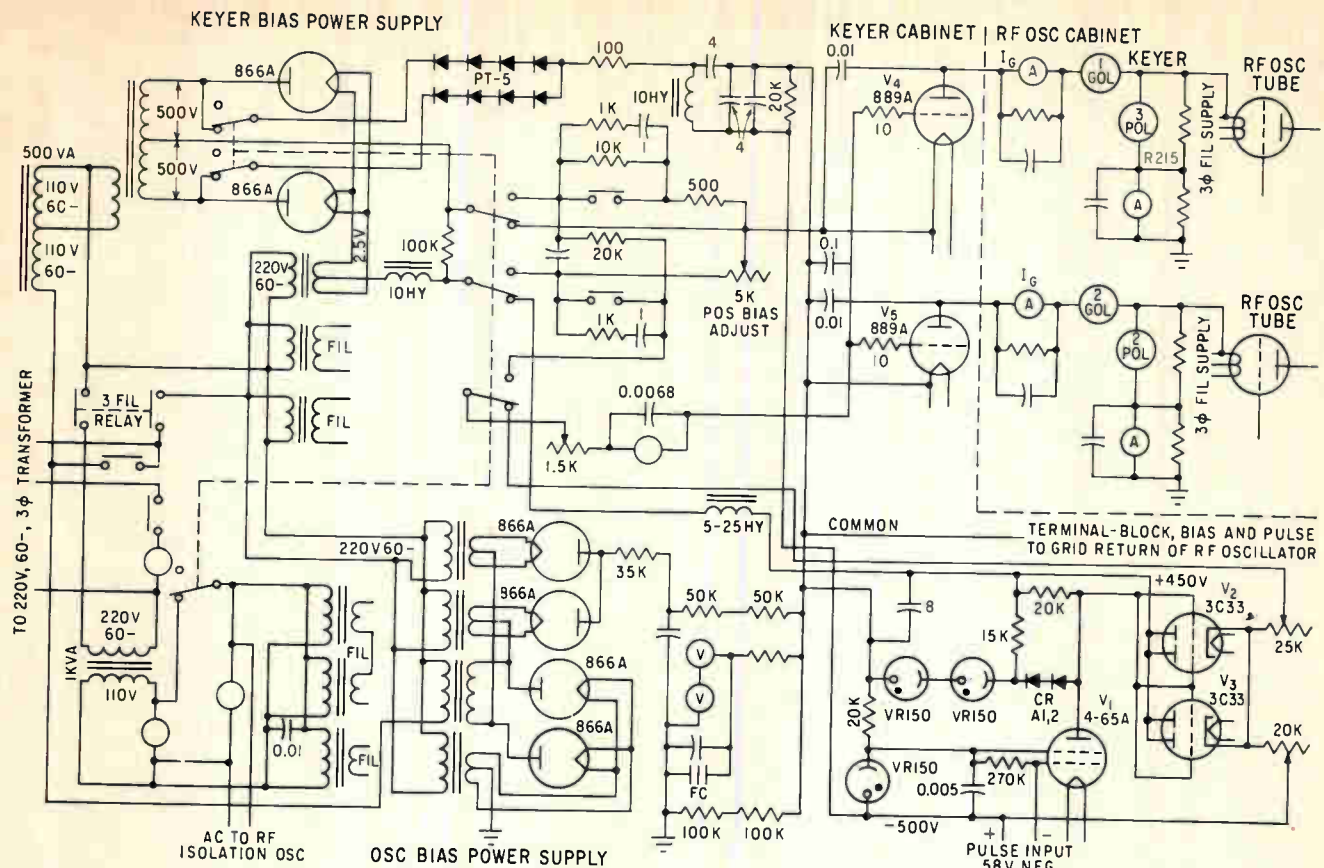 KEYER BIAS POWER SUPPLY
KEYER CABINET
RF OSC CABINET
866A
PT-5
100
4
0.01
V4
889A
10
IG
A
1
GOL
KEYER
RF OSC
TUBE
500V
500V
10HY
4
20K
1K
1
10K
3
POL
R215
A
3ϕ FIL SUPPLY
500 VA
110V
60-
110V
60-
866A
2.5V
500
100K
20K
0.1
220V
60-
10HY
5K
POS BIAS
ADJUST
0.01
V5
889A
10
IG
A
2
GOL
RF OSC
TUBE
1K
1
2
POL
A
3ϕ FIL SUPPLY
FIL
FIL
3 FIL
RELAY
0.0068
1.5K
TO 220V, 60-, 3ϕ TRANSFORMER
5-25HY
COMMON
TERMINAL-BLOCK, BIAS AND PULSE
TO GRID RETURN OF RF OSCILLATOR
220V60-
866A
35K
866A
50K
50K
8
20K
+450V
V2
3C33
25K
15K
220V
60-
1KVA
110V
FIL
866A
V
V
VR150
VR150
CR
A1,2
V1
4-65A
V3
3C33
20K
20K
0.01
FIL
866A
FC
VR150
270K
0.005
100K
100K
-500V
+
-
AC TO RF
ISOLATION OSC
OSC BIAS POWER SUPPLY
PULSE INPUT
58V NEG